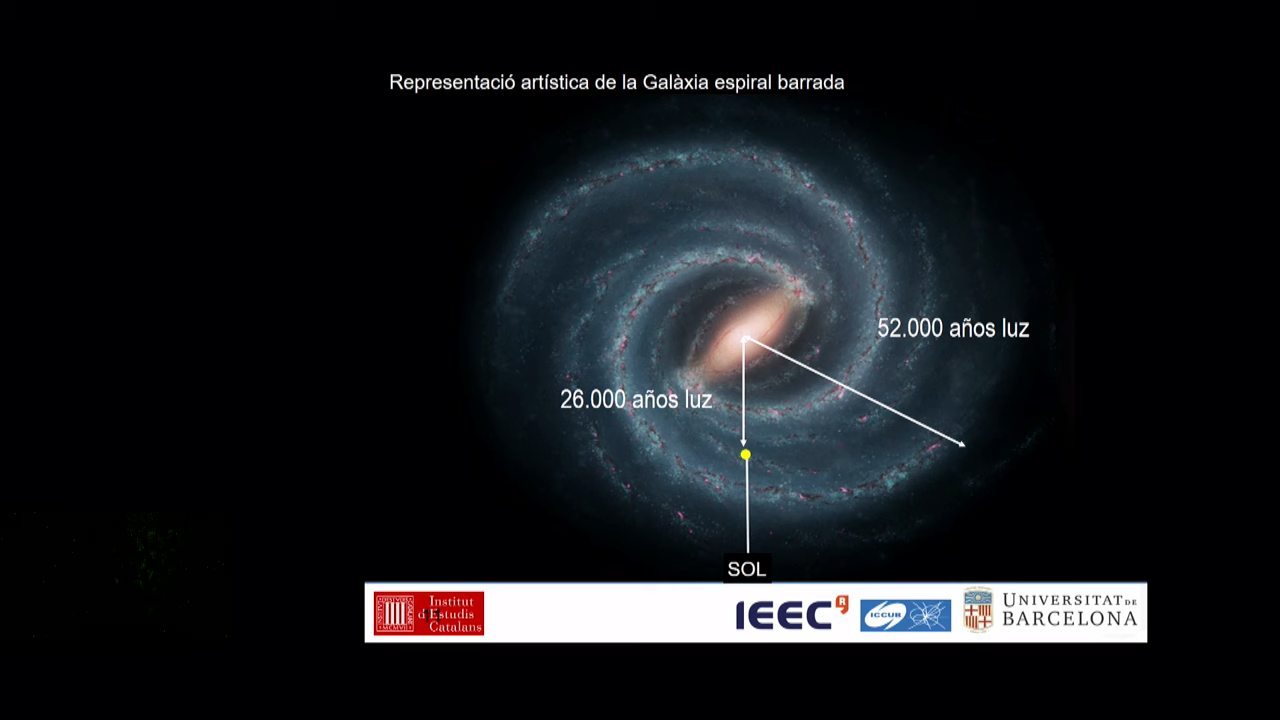 Representació artística de la Galàxia espiral barrada
52.000 años luz
26.000 años luz
SOL
Institut
d'Estudis
Catalans
IEEC R
ICCUB
UNIVERSITAT DE
BARCELONA